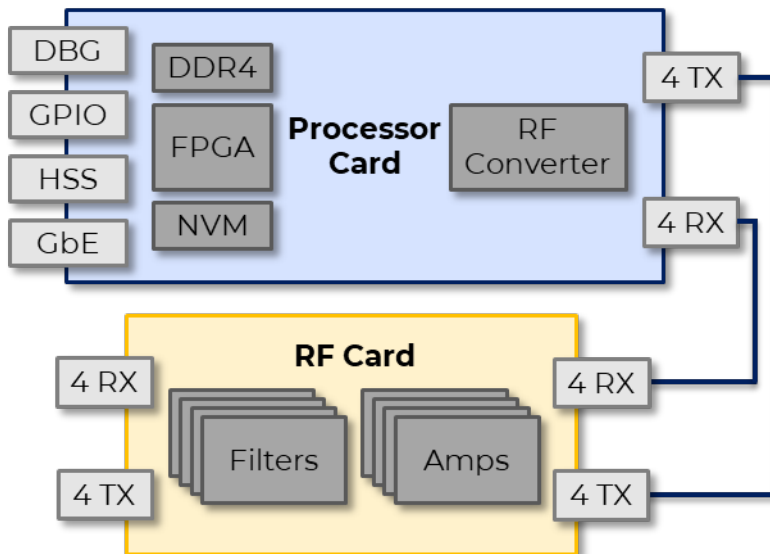 DBG
GPIO
HSS
GbE
DDR4
FPGA
NVM
Processor
Card
RF
Converter
4 TX
4 RX
RF Card
4 RX
4 TX
Filters
Amps
4 RX
4 TX